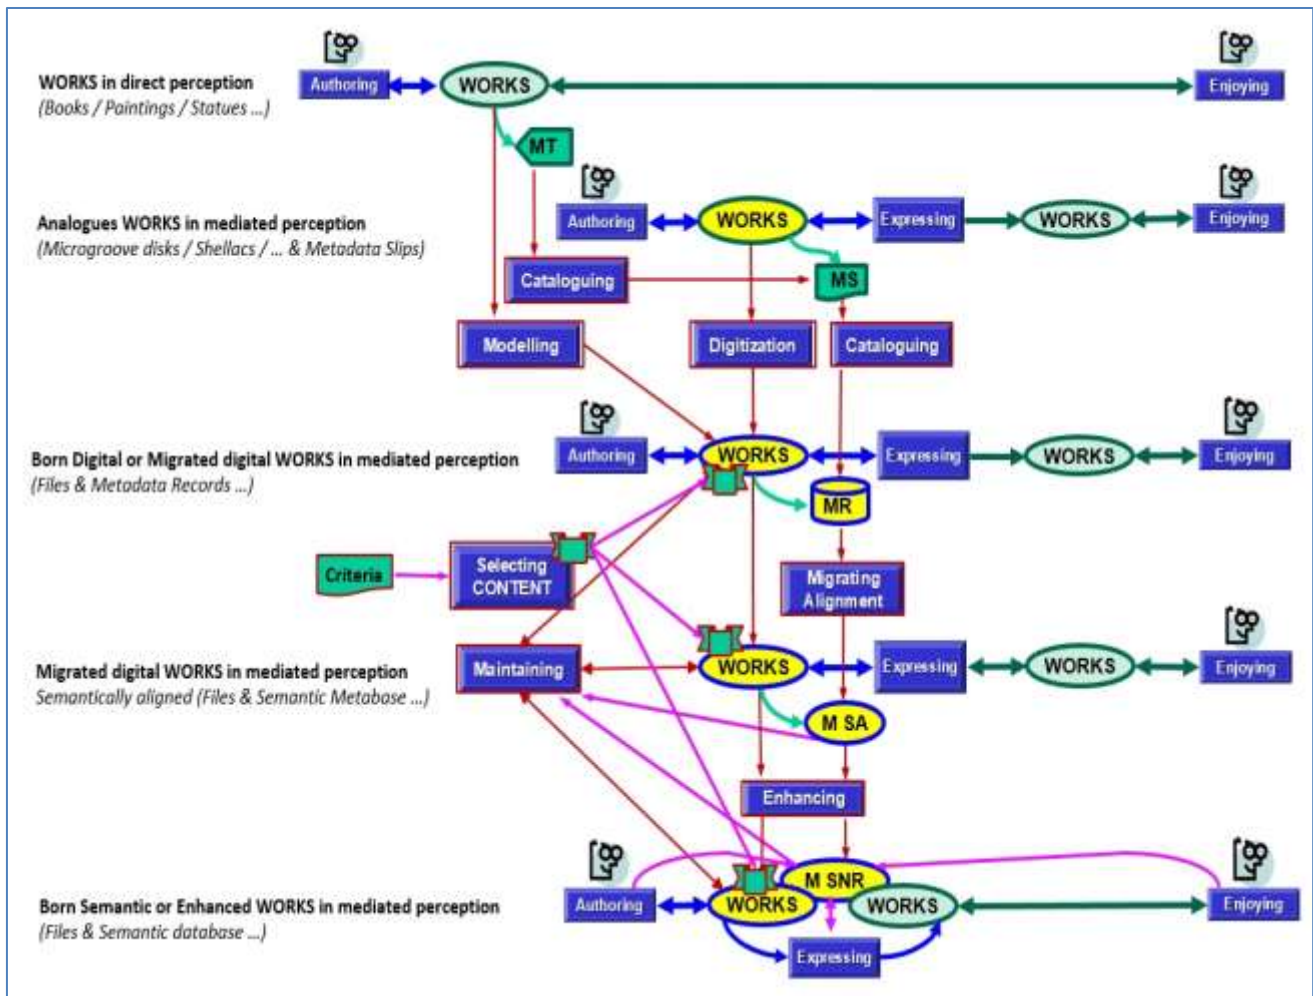 WORKS in direct perception
(Books / Paintings / Statues ...)
Authoring
WORKS
Enjoying
MT
Analogues WORKS in mediated perception
(Microgroove disks / Shellacs / ... & Metadata Slips)
Authoring
WORKS
Expressing
WORKS
Enjoying
Cataloguing
MS
Modelling
Digitization
Cataloguing
Born Digital or Migrated digital WORKS in mediated perception
(Files & Metadata Records ...)
Authoring
WORKS
Expressing
WORKS
Enjoying
MR
Criteria
Selecting
CONTENT
Migrating
Alignment
Migrated digital WORKS in mediated perception
Semantically aligned (Files & Semantic Metabase ...)
Maintaining
WORKS
Expressing
WORKS
Enjoying
M SA
Enhancing
Born Semantic or Enhanced WORKS in mediated perception
(Files & Semantic database ...)
Authoring
M SNR
WORKS
WORKS
Enjoying
Expressing